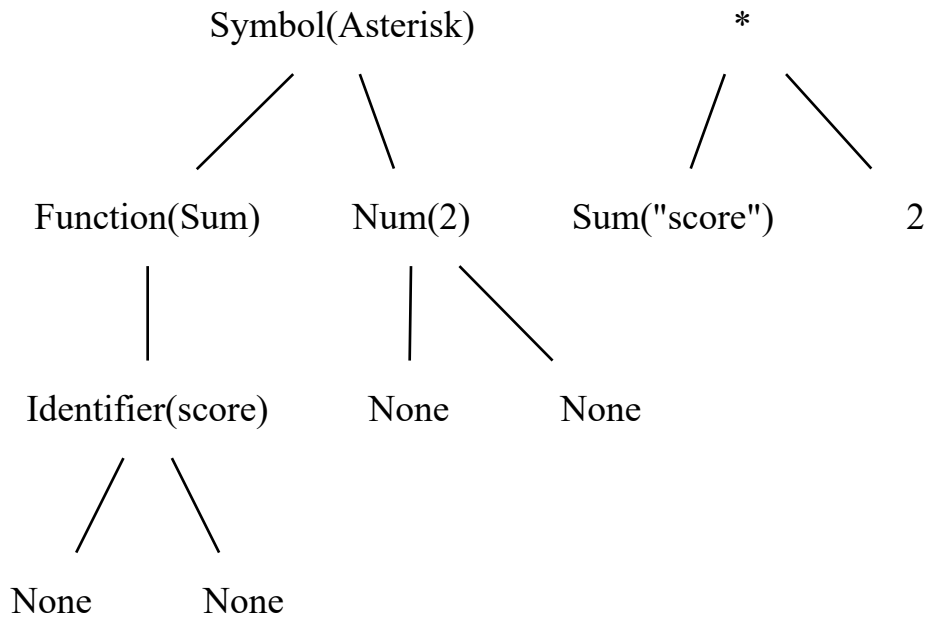 Symbol(Asterisk) *
Function(Sum) Num(2) Sum("score") 2
Identifier(score) None None
None None